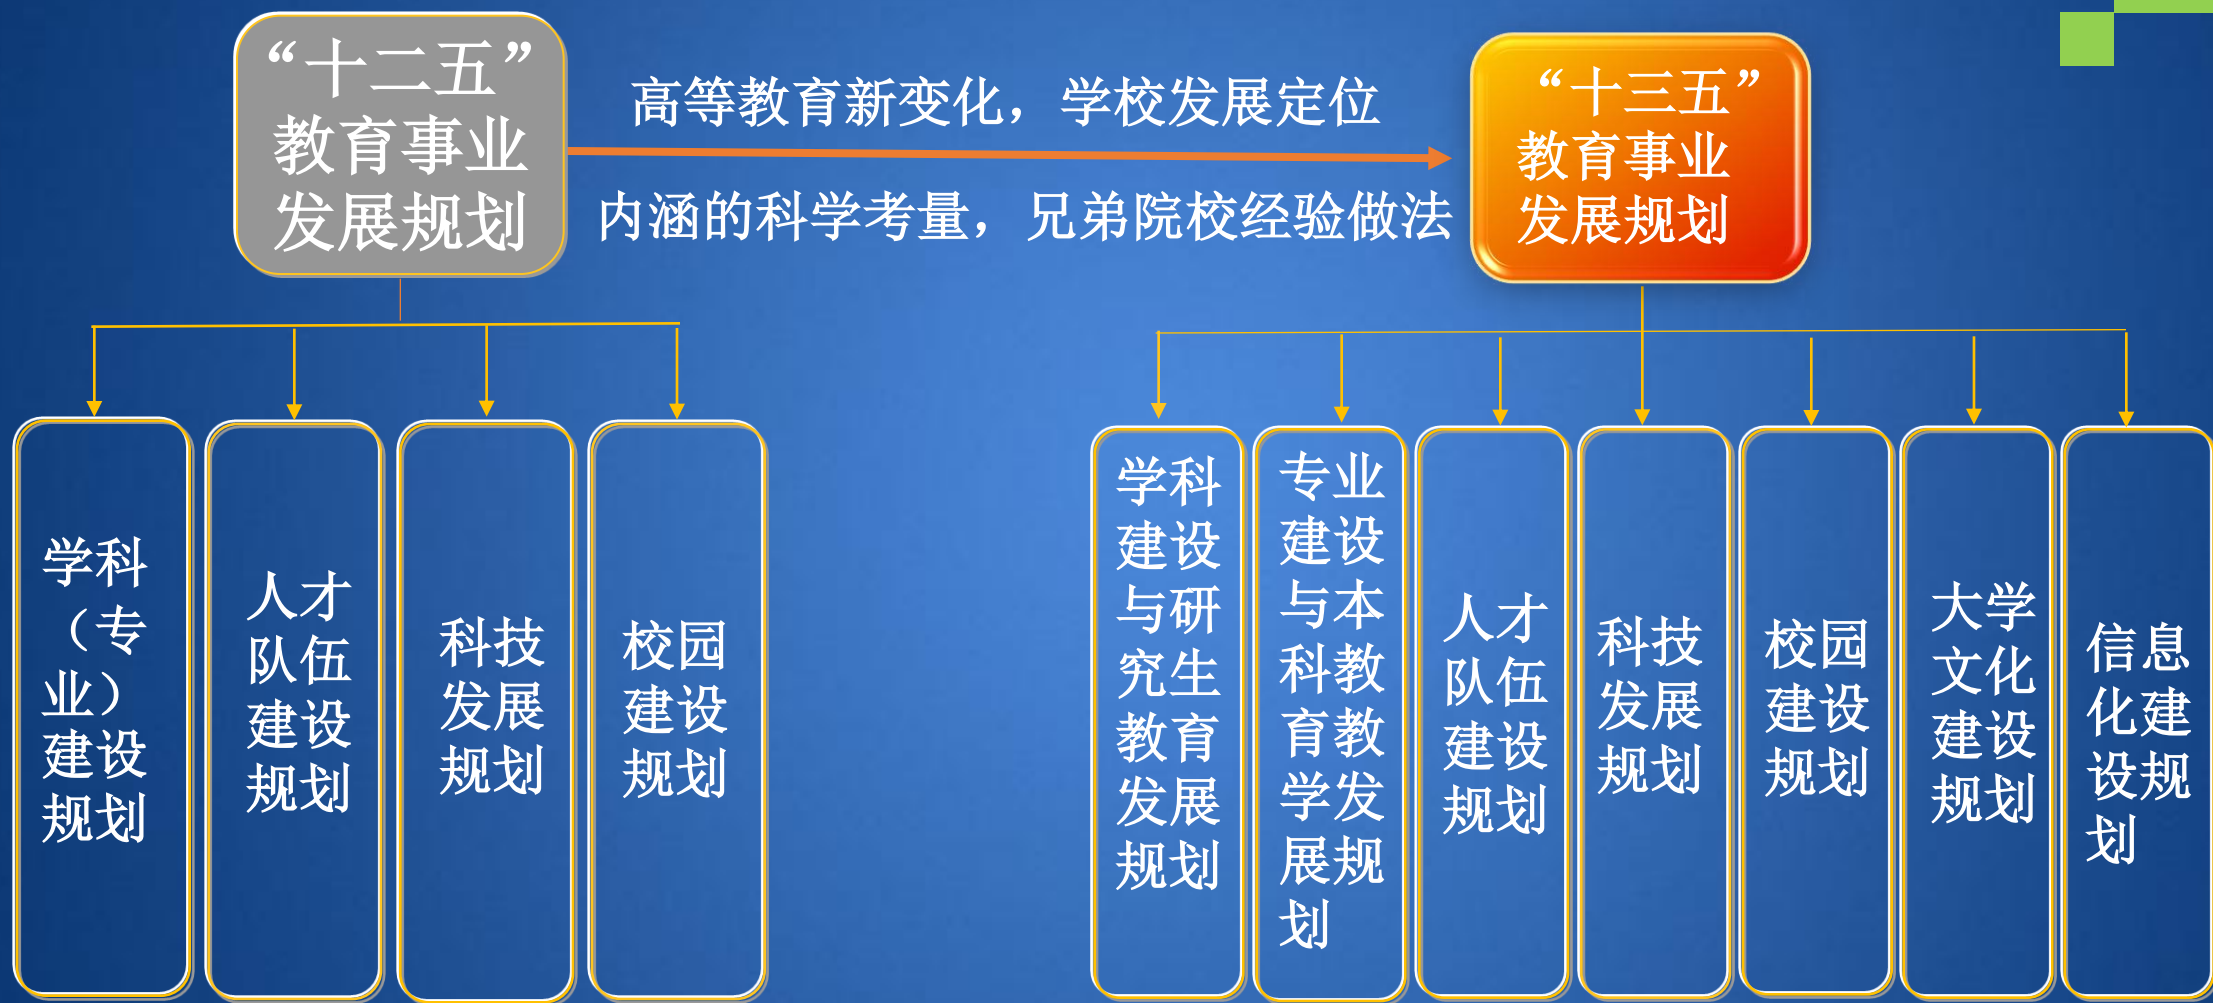 “十二五”
教育事业
发展规划
高等教育新变化，学校发展定位
内涵的科学考量，兄弟院校经验做法
“十三五”
教育事业
发展规划
学科
（专
业）
建设
规划
人才
队伍
建设
规划
科技
发展
规划
校园
建设
规划
学科
建设
与研
究生
教育
发展
规划
专业
建设
与本
科教
育教
学发
展规
划
人才
队伍
建设
规划
科技
发展
规划
校园
建设
规划
大学
文化
建设
规划
信息
化建
设规
划